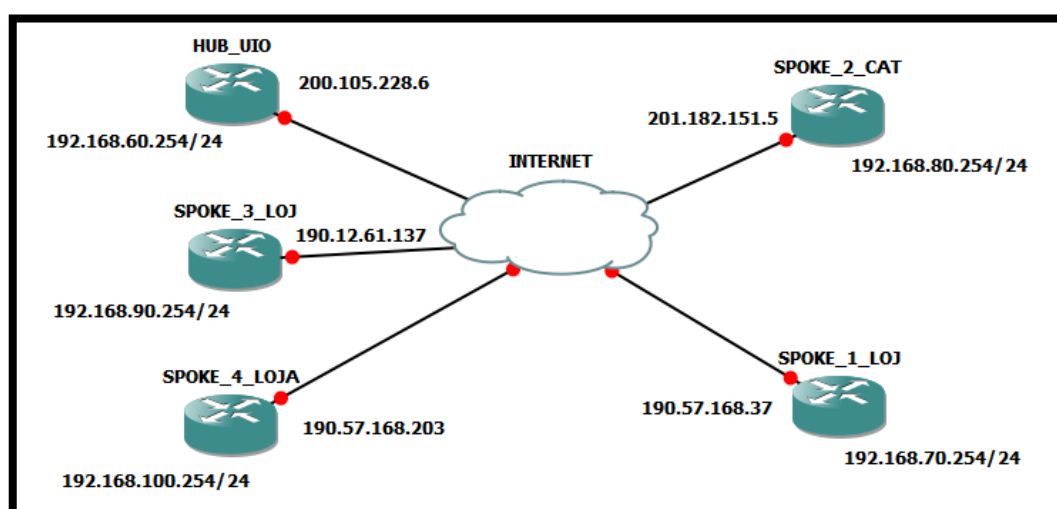 HUB_UIO
200.105.228.6
192.168.60.254/24
SPOKE_2_CAT
201.182.151.5
192.168.80.254/24
INTERNET
SPOKE_3_LOJ
190.12.61.137
192.168.90.254/24
SPOKE_4_LOJA
190.57.168.203
192.168.100.254/24
SPOKE_1_LOJ
190.57.168.37
192.168.70.254/24